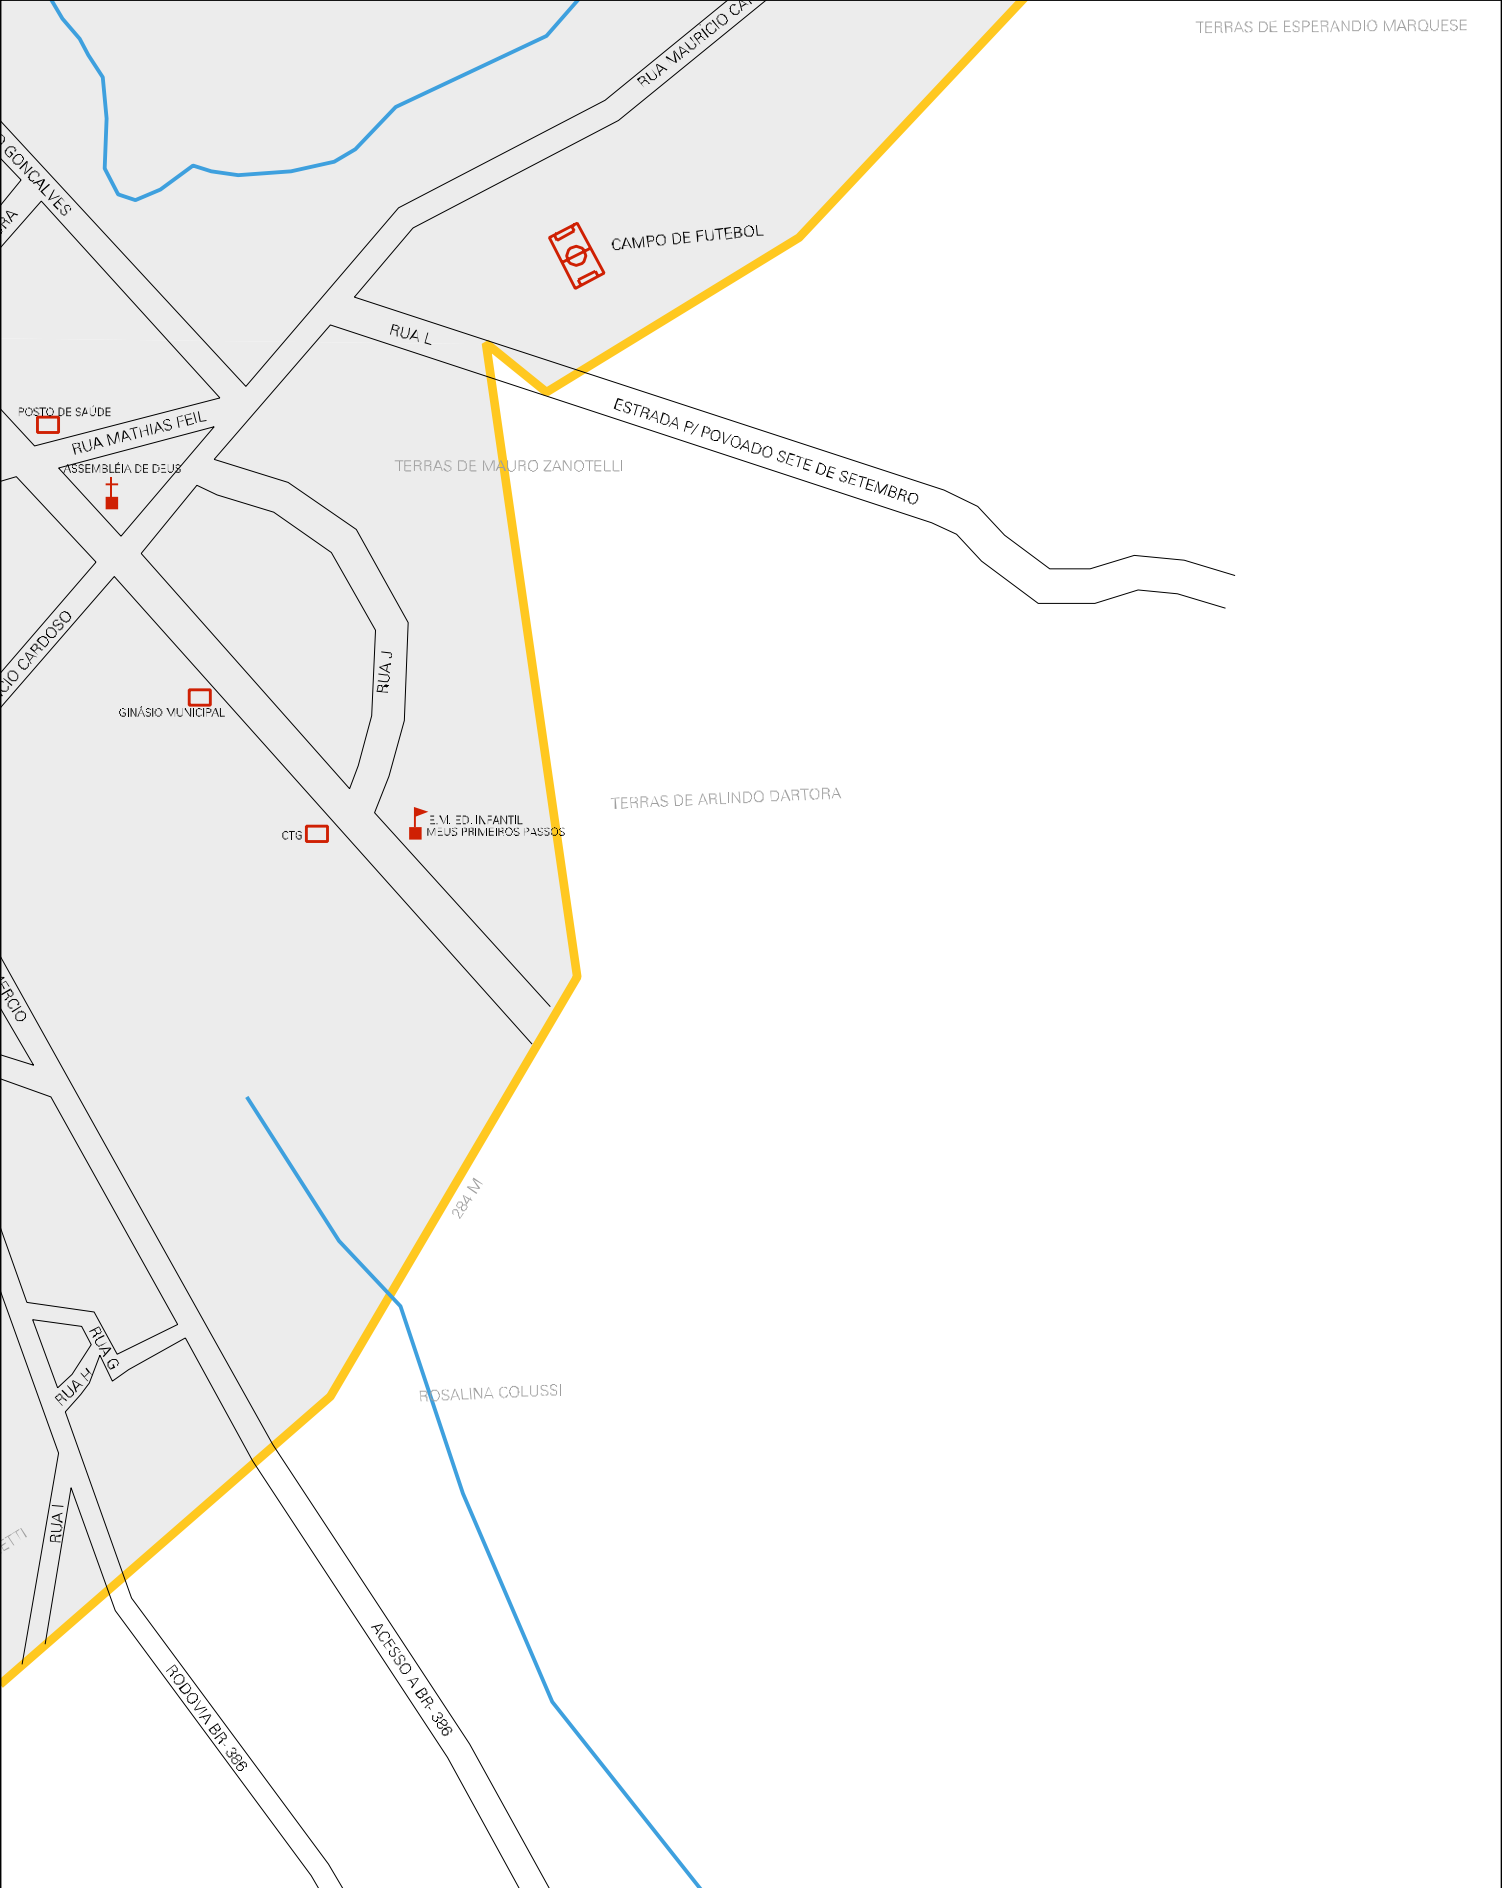 TERRAS DE ESPERANDIO MARQUESE
RUA MAURICIO
GONCALVES
CAMPO DE FUTEBOL
RUA L
POSTO DE SAÚDE
RUA MATHIAS FEIL
ASSEMBLÉIA DE DEUS
ESTRADA P/ POVOADO SETE DE SETEMBRO
TERRAS DE MAURO ZANOTELLI
CARDOSO
RUA J
GINÁSIO MUNICIPAL
TERRAS DE ARLINDO DARTORA
E.M. ED. INFANTIL
MEUS PRIMEIROS PASSOS
CTG
284 M
RUA G
RUA H
ROSALINA COLUSSI
RUA I
ACESSO A BR- 386
RODOVIA BR- 386